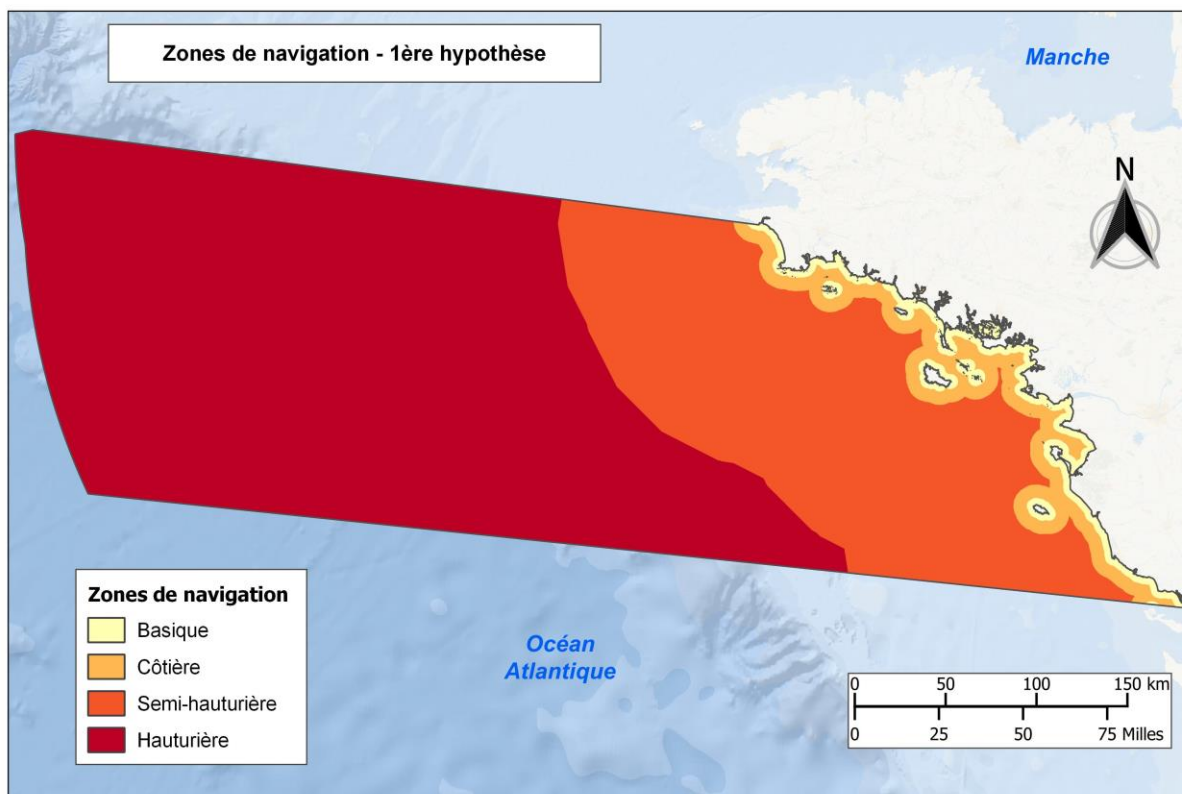 Zones de navigation - 1ère hypothèse
Manche
N
Océan
Atlantique
Zones de navigation
Basique
Côtière
Semi-hauturière
Hauturière
0 50 100 150 km
0 25 50 75 Milles